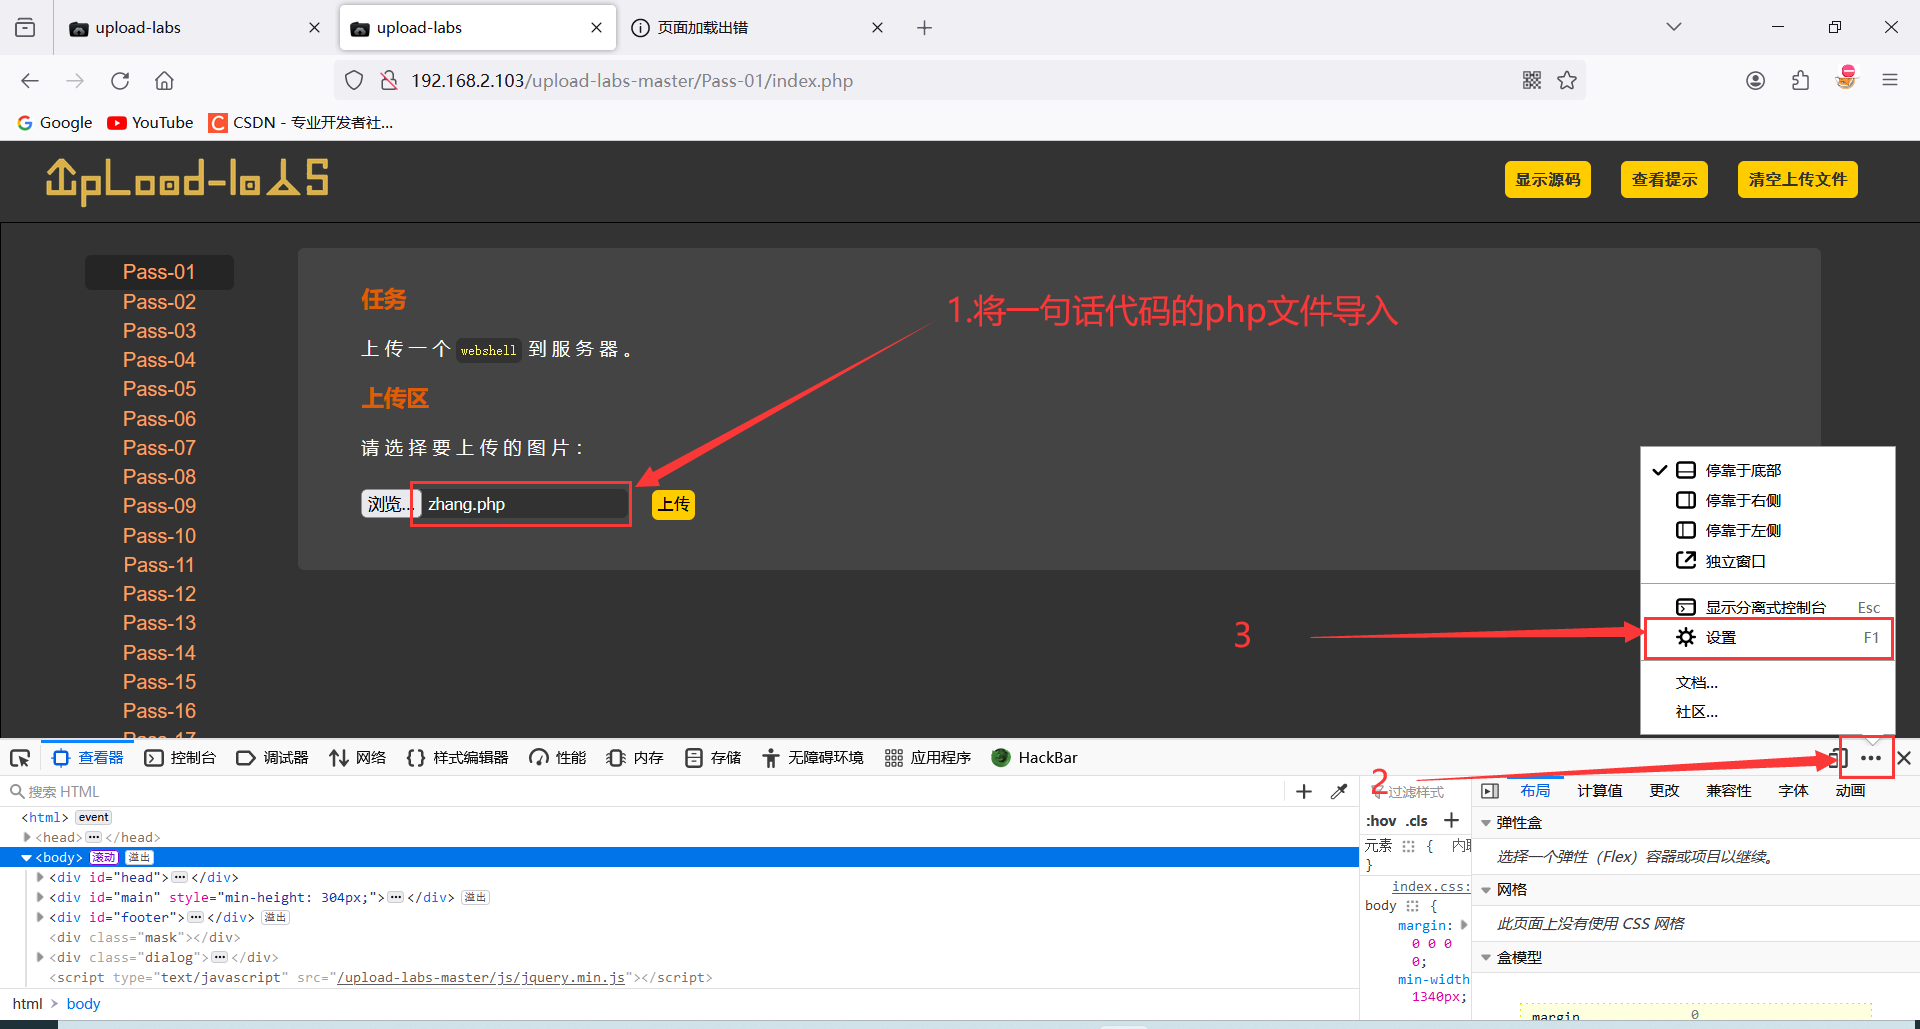 upload-labs
upload-labs
页面加载出错
192.168.2.103/upload-labs-master/Pass-01/index.php
Google
YouTube
CSDN - 专业开发者社...
UpLoad-labS
显示源码
查看提示
清空上传文件
Pass-01
Pass-02
Pass-03
Pass-04
Pass-05
Pass-06
Pass-07
Pass-08
Pass-09
Pass-10
Pass-11
Pass-12
Pass-13
Pass-14
Pass-15
Pass-16
Pass-17
任务
上传一个 webshell 到服务器。
上传区
请选择要上传的图片：
浏览...
zhang.php
上传
1.将一句话代码的php文件导入
停靠于底部
停靠于右侧
停靠于左侧
独立窗口
显示分离式控制台 Esc
设置 F1
文档...
社区...
3
2
查看器
控制台
调试器
网络
样式编辑器
性能
内存
存储
无障碍环境
应用程序
HackBar
搜索 HTML
<html> event
<head> ··· </head>
<body> 滚动 溢出
<div id="head"> ··· </div>
<div id="main" style="min-height: 304px;"> ··· </div> 溢出
<div id="footer"> ··· </div> 溢出
<div class="mask"></div>
<div class="dialog"> ··· </div>
<script type="text/javascript" src="/upload-labs-master/js/jquery.min.js"></script>
html > body
过滤样式
:hov .cls +
元素 { 内联
}
index.css:
body {
margin:
0 0 0
0;
min-width
1340px;
布局
计算值
更改
兼容性
字体
动画
弹性盒
选择一个弹性（Flex）容器或项目以继续。
网格
此页面上没有使用 CSS 网格
盒模型
margin
0